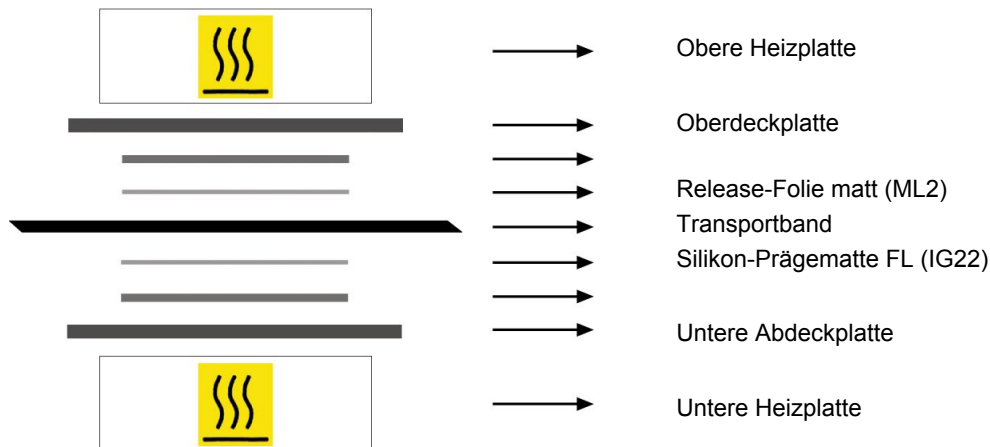 Obere Heizplatte
Oberdeckplatte
Release-Folie matt (ML2)
Transportband
Silikon-Prägematte FL (IG22)
Untere Abdeckplatte
Untere Heizplatte